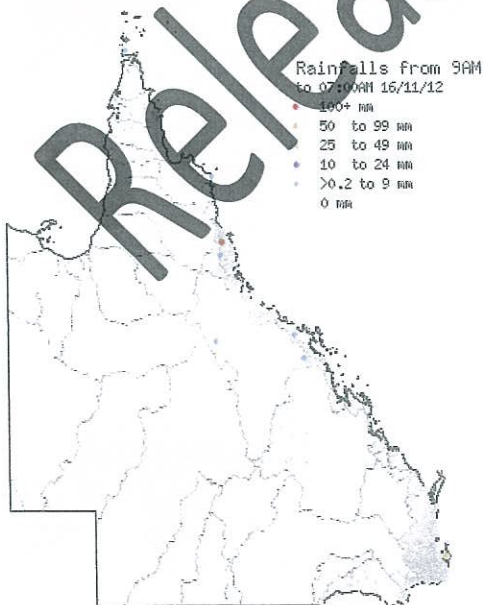 Relea
Rainfalls from 9AM
to 07:00AM 16/11/12
100+ mm
50 to 99 mm
25 to 49 mm
10 to 24 mm
>0.2 to 9 mm
0 mm